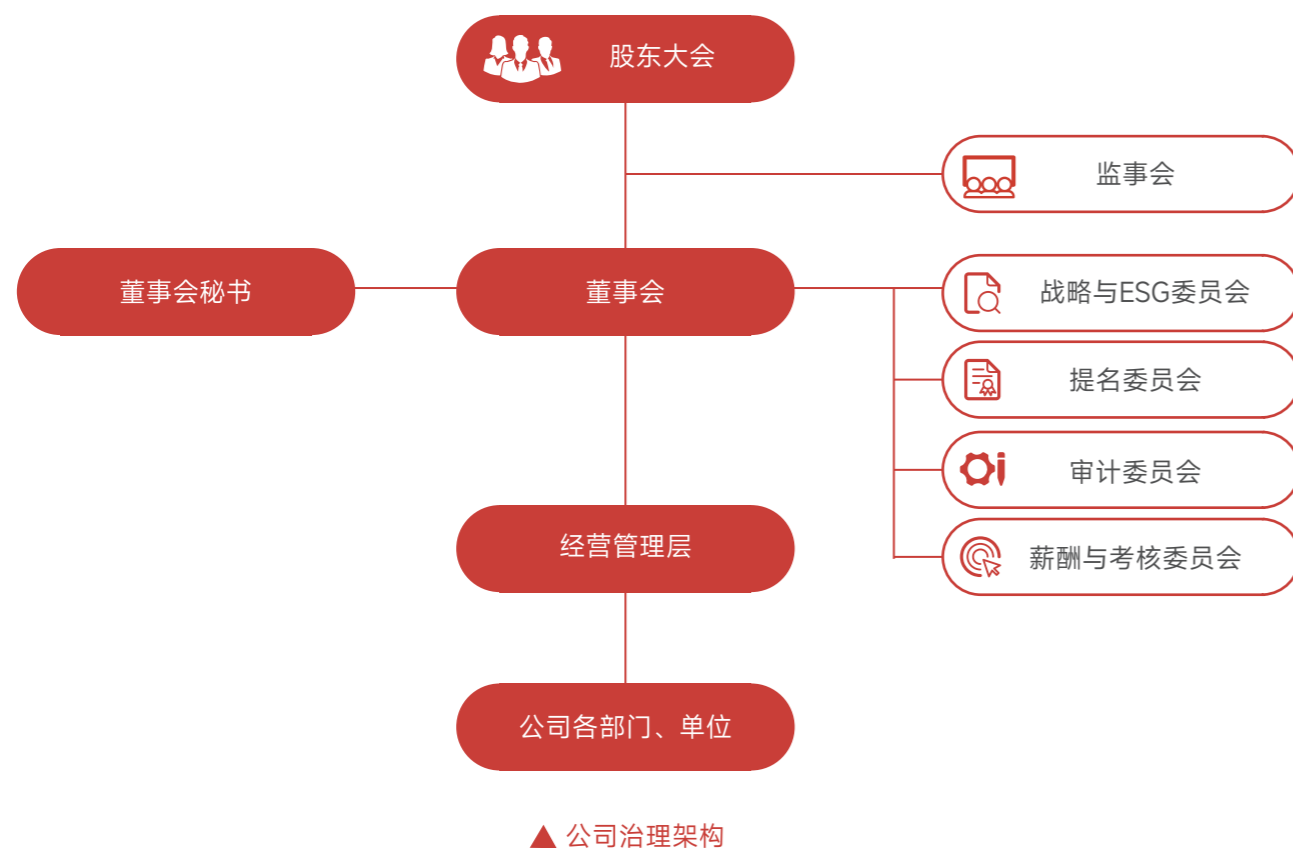 股东大会
监事会
董事会秘书
董事会
战略与ESG委员会
提名委员会
审计委员会
经营管理层
薪酬与考核委员会
公司各部门、单位
▲ 公司治理架构